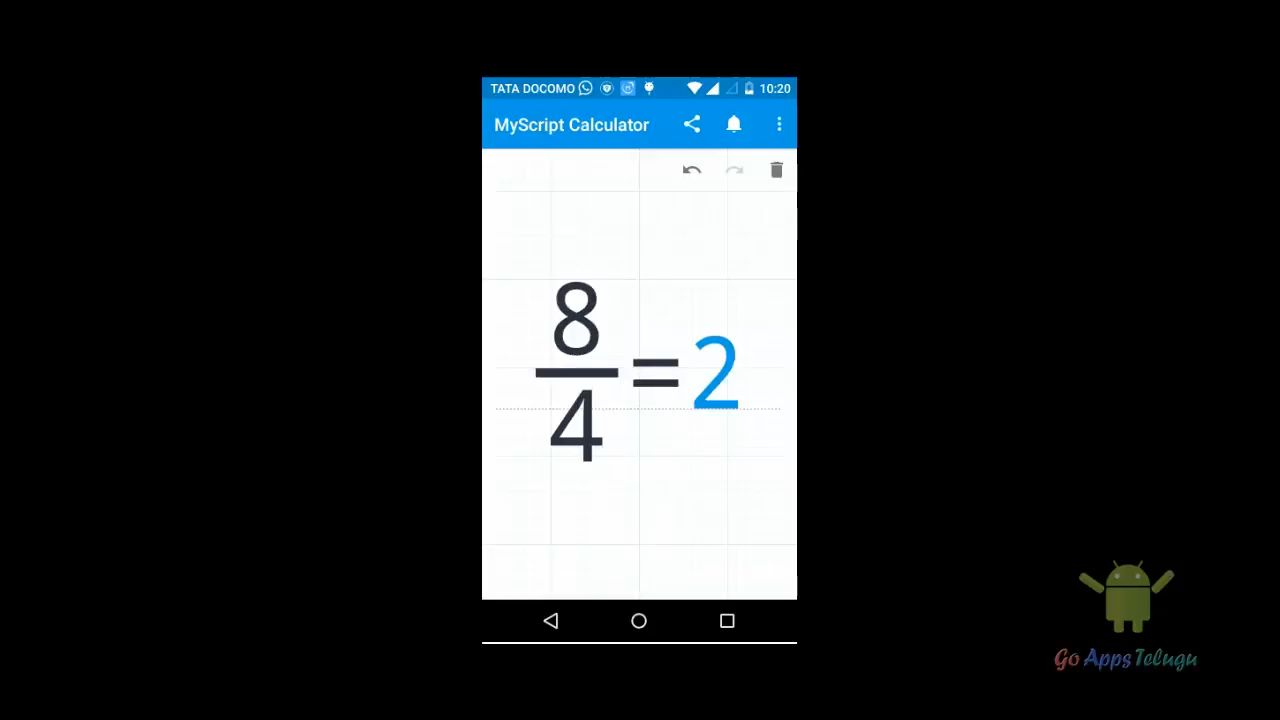 TATA DOCOMO 10:20
MyScript Calculator
8
4
=2
Go Apps Telugu